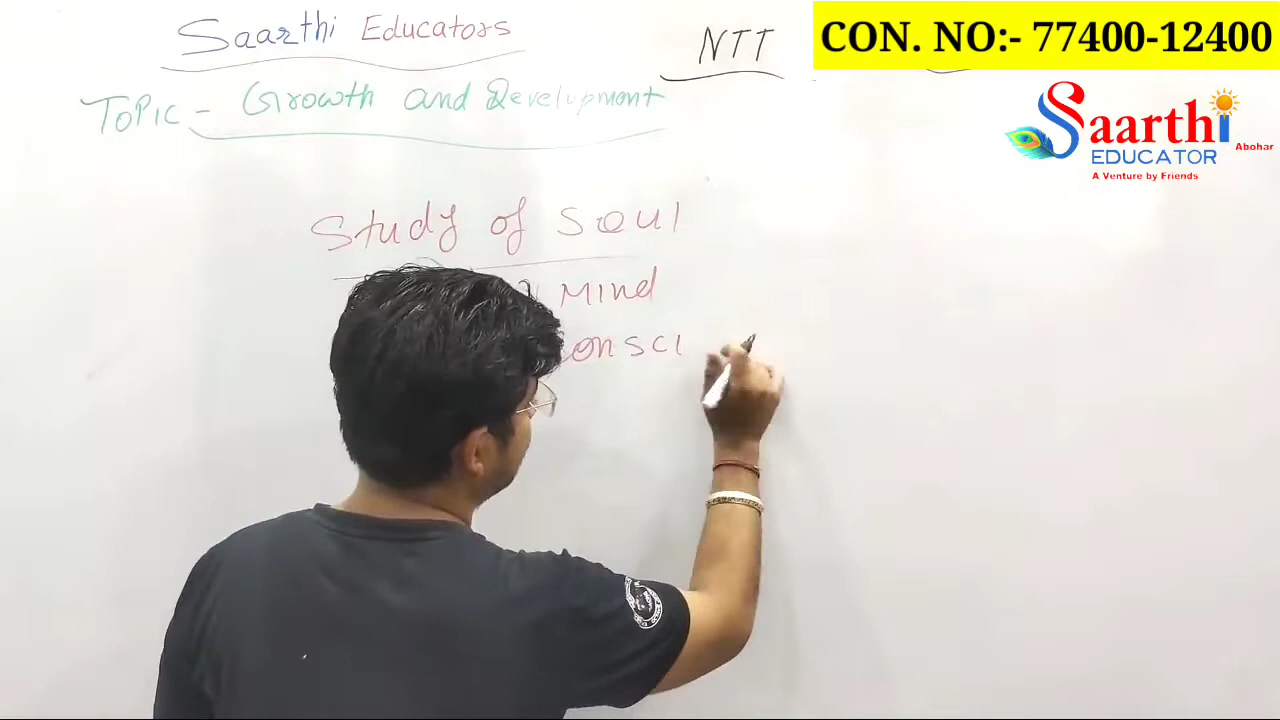 Saarthi Educators
NTT
CON. NO:- 77400-12400
TOPIC - Growth and Development
Saarthi
EDUCATOR
Abohar
A Venture by Friends
Study of Soul
Mind
consci